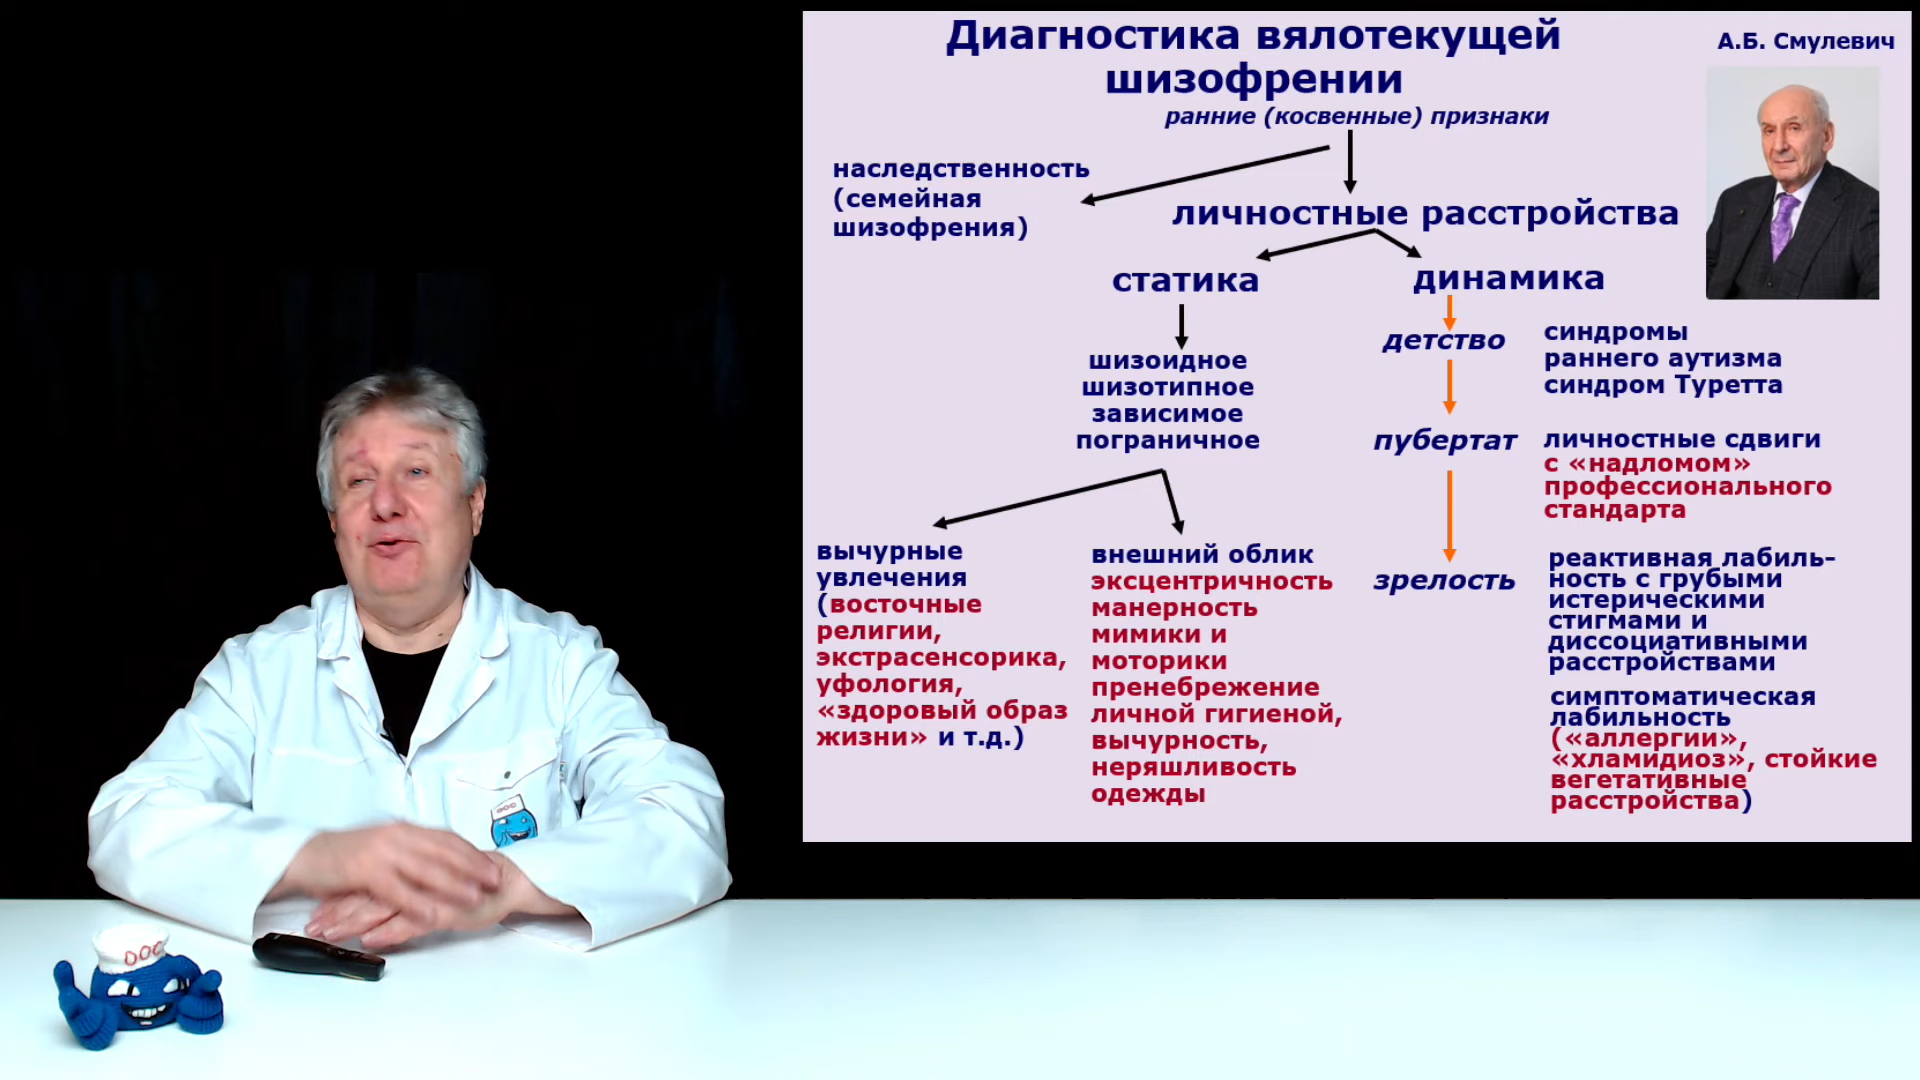 Диагностика вялотекущей
шизофрении
А.Б. Смулевич
ранние (косвенные) признаки
наследственность
(семейная
шизофрения)
личностные расстройства
статика
динамика
шизоидное
шизотипное
зависимое
пограничное
детство
синдромы
раннего аутизма
синдром Туретта
пубертат
личностные сдвиги
с «надломом»
профессионального
стандарта
вычурные
увлечения
(восточные
религии,
экстрасенсорика,
уфология,
«здоровый образ
жизни» и т.д.)
внешний облик
эксцентричность
манерность
мимики и
моторики
пренебрежение
личной гигиеной,
вычурность,
неряшливость
одежды
зрелость
реактивная лабиль-
ность с грубыми
истерическими
стигмами и
диссоциативными
расстройствами
симптоматическая
лабильность
(«аллергии»,
«хламидиоз», стойкие
вегетативные
расстройства)
DOC
DOC